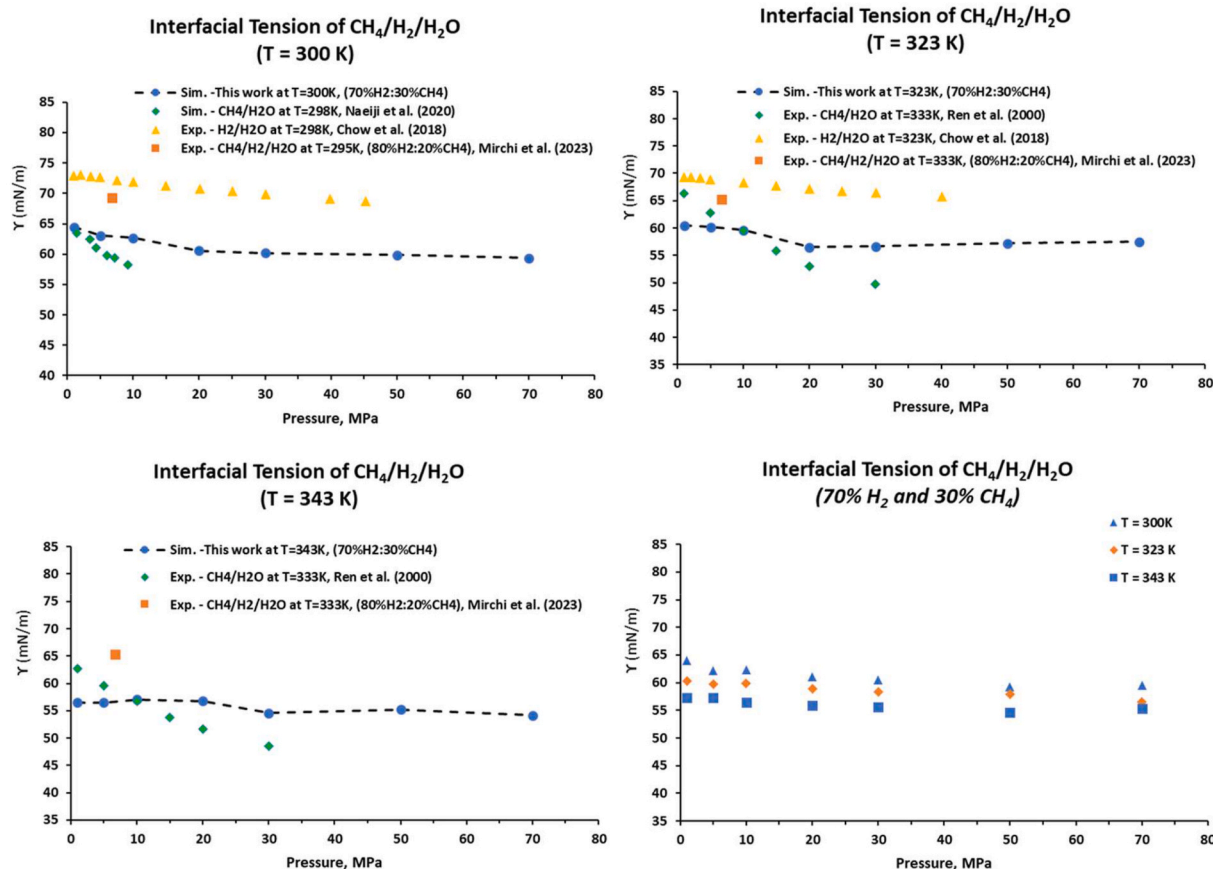 Interfacial Tension of CH₄/H₂/H₂O
(T = 300 K)
Sim. -This work at T=300K, (70%H2:30%CH4)
Sim. - CH4/H2O at T=298K, Naeiji et al. (2020)
Exp. - H2/H2O at T=298K, Chow et al. (2018)
Exp. - CH4/H2/H2O at T=295K, (80%H2:20%CH4), Mirchi et al. (2023)
85
80
75
70
65
60
55
50
45
40
ϒ (mN/m)
0 10 20 30 40 50 60 70 80
Pressure, MPa
Interfacial Tension of CH₄/H₂/H₂O
(T = 323 K)
Sim. -This work at T=323K, (70%H2:30%CH4)
Exp. - CH4/H2O at T=333K, Ren et al. (2000)
Exp. - H2/H2O at T=323K, Chow et al. (2018)
Exp. - CH4/H2/H2O at T=333K, (80%H2:20%CH4), Mirchi et al. (2023)
85
80
75
70
65
60
55
50
45
40
35
ϒ (mN/m)
0 10 20 30 40 50 60 70 80
Pressure, MPa
Interfacial Tension of CH₄/H₂/H₂O
(T = 343 K)
Sim. -This work at T=343K, (70%H2:30%CH4)
Exp. - CH4/H2O at T=333K, Ren et al. (2000)
Exp. - CH4/H2/H2O at T=333K, (80%H2:20%CH4), Mirchi et al. (2023)
85
80
75
70
65
60
55
50
45
40
35
ϒ (mN/m)
0 10 20 30 40 50 60 70 80
Pressure, MPa
Interfacial Tension of CH₄/H₂/H₂O
(70% H₂ and 30% CH₄)
T = 300K
T = 323 K
T = 343 K
85
80
75
70
65
60
55
50
45
40
35
ϒ (mN/m)
0 10 20 30 40 50 60 70 80
Pressure, MPa